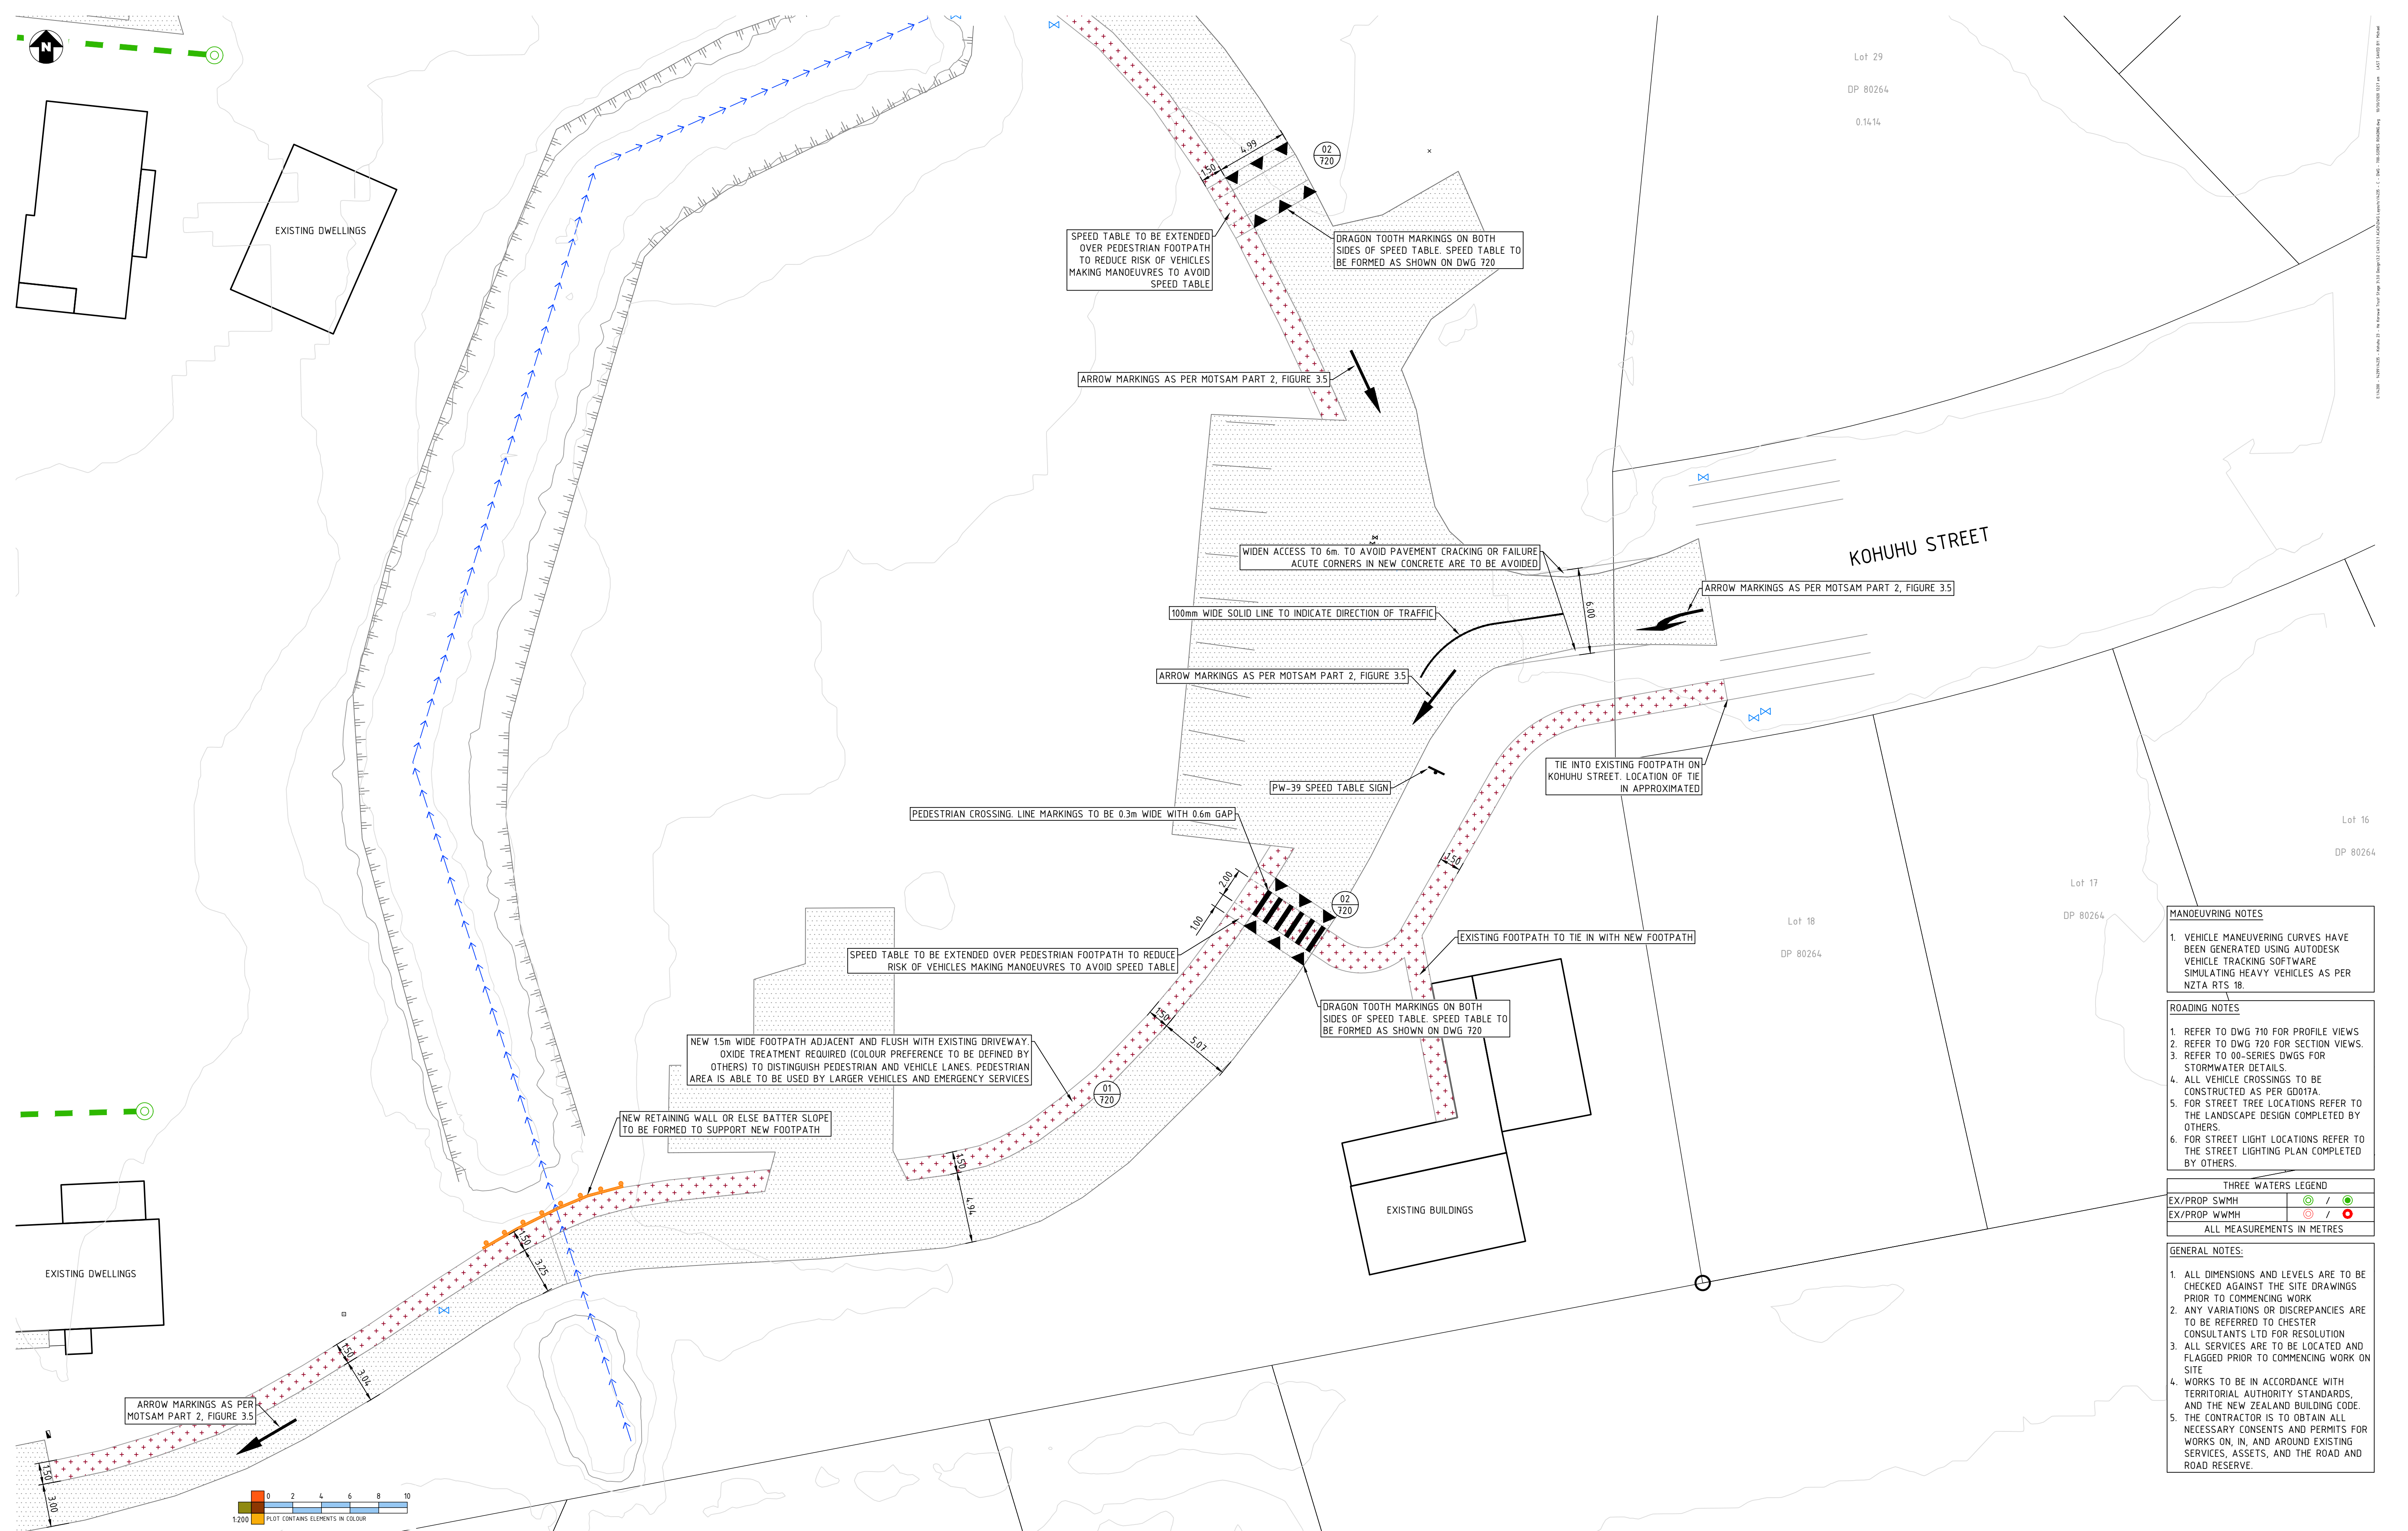 N
Lot 29
DP 80264
0.1414
EXISTING DWELLINGS
4.99
1.50
02
720
SPEED TABLE TO BE EXTENDED
OVER PEDESTRIAN FOOTPATH
TO REDUCE RISK OF VEHICLES
MAKING MANOEUVRES TO AVOID
SPEED TABLE
DRAGON TOOTH MARKINGS ON BOTH
SIDES OF SPEED TABLE. SPEED TABLE TO
BE FORMED AS SHOWN ON DWG 720
ARROW MARKINGS AS PER MOTSAM PART 2, FIGURE 3.5
KOHUHU STREET
WIDEN ACCESS TO 6m. TO AVOID PAVEMENT CRACKING OR FAILURE
ACUTE CORNERS IN NEW CONCRETE ARE TO BE AVOIDED
ARROW MARKINGS AS PER MOTSAM PART 2, FIGURE 3.5
6.00
100mm WIDE SOLID LINE TO INDICATE DIRECTION OF TRAFFIC
ARROW MARKINGS AS PER MOTSAM PART 2, FIGURE 3.5
TIE INTO EXISTING FOOTPATH ON
KOHUHU STREET. LOCATION OF TIE
IN APPROXIMATED
PW-39 SPEED TABLE SIGN
PEDESTRIAN CROSSING. LINE MARKINGS TO BE 0.3m WIDE WITH 0.6m GAP
Lot 16
DP 80264
1.50
2.00
1.00
02
720
Lot 17
DP 80264
Lot 18
DP 80264
EXISTING FOOTPATH TO TIE IN WITH NEW FOOTPATH
SPEED TABLE TO BE EXTENDED OVER PEDESTRIAN FOOTPATH TO REDUCE
RISK OF VEHICLES MAKING MANOEUVRES TO AVOID SPEED TABLE
DRAGON TOOTH MARKINGS ON BOTH
SIDES OF SPEED TABLE. SPEED TABLE TO
BE FORMED AS SHOWN ON DWG 720
1.50
5.07
NEW 1.5m WIDE FOOTPATH ADJACENT AND FLUSH WITH EXISTING DRIVEWAY.
OXIDE TREATMENT REQUIRED (COLOUR PREFERENCE TO BE DEFINED BY
OTHERS) TO DISTINGUISH PEDESTRIAN AND VEHICLE LANES. PEDESTRIAN
AREA IS ABLE TO BE USED BY LARGER VEHICLES AND EMERGENCY SERVICES
01
720
NEW RETAINING WALL OR ELSE BATTER SLOPE
TO BE FORMED TO SUPPORT NEW FOOTPATH
1.50
4.94
EXISTING BUILDINGS
1.50
3.25
EXISTING DWELLINGS
1.50
3.04
ARROW MARKINGS AS PER
MOTSAM PART 2, FIGURE 3.5
1.50
3.00
0 2 4 6 8 10
1:200 PLOT CONTAINS ELEMENTS IN COLOUR
MANOEUVRING NOTES
1. VEHICLE MANEUVERING CURVES HAVE
BEEN GENERATED USING AUTODESK
VEHICLE TRACKING SOFTWARE
SIMULATING HEAVY VEHICLES AS PER
NZTA RTS 18.
ROADING NOTES
1. REFER TO DWG 710 FOR PROFILE VIEWS
2. REFER TO DWG 720 FOR SECTION VIEWS.
3. REFER TO 00-SERIES DWGS FOR
STORMWATER DETAILS.
4. ALL VEHICLE CROSSINGS TO BE
CONSTRUCTED AS PER GD017A.
5. FOR STREET TREE LOCATIONS REFER TO
THE LANDSCAPE DESIGN COMPLETED BY
OTHERS.
6. FOR STREET LIGHT LOCATIONS REFER TO
THE STREET LIGHTING PLAN COMPLETED
BY OTHERS.
THREE WATERS LEGEND
EX/PROP SWMH /
EX/PROP WWMH /
ALL MEASUREMENTS IN METRES
GENERAL NOTES:
1. ALL DIMENSIONS AND LEVELS ARE TO BE
CHECKED AGAINST THE SITE DRAWINGS
PRIOR TO COMMENCING WORK
2. ANY VARIATIONS OR DISCREPANCIES ARE
TO BE REFERRED TO CHESTER
CONSULTANTS LTD FOR RESOLUTION
3. ALL SERVICES ARE TO BE LOCATED AND
FLAGGED PRIOR TO COMMENCING WORK ON
SITE
4. WORKS TO BE IN ACCORDANCE WITH
TERRITORIAL AUTHORITY STANDARDS,
AND THE NEW ZEALAND BUILDING CODE.
5. THE CONTRACTOR IS TO OBTAIN ALL
NECESSARY CONSENTS AND PERMITS FOR
WORKS ON, IN, AND AROUND EXISTING
SERVICES, ASSETS, AND THE ROAD AND
ROAD RESERVE.